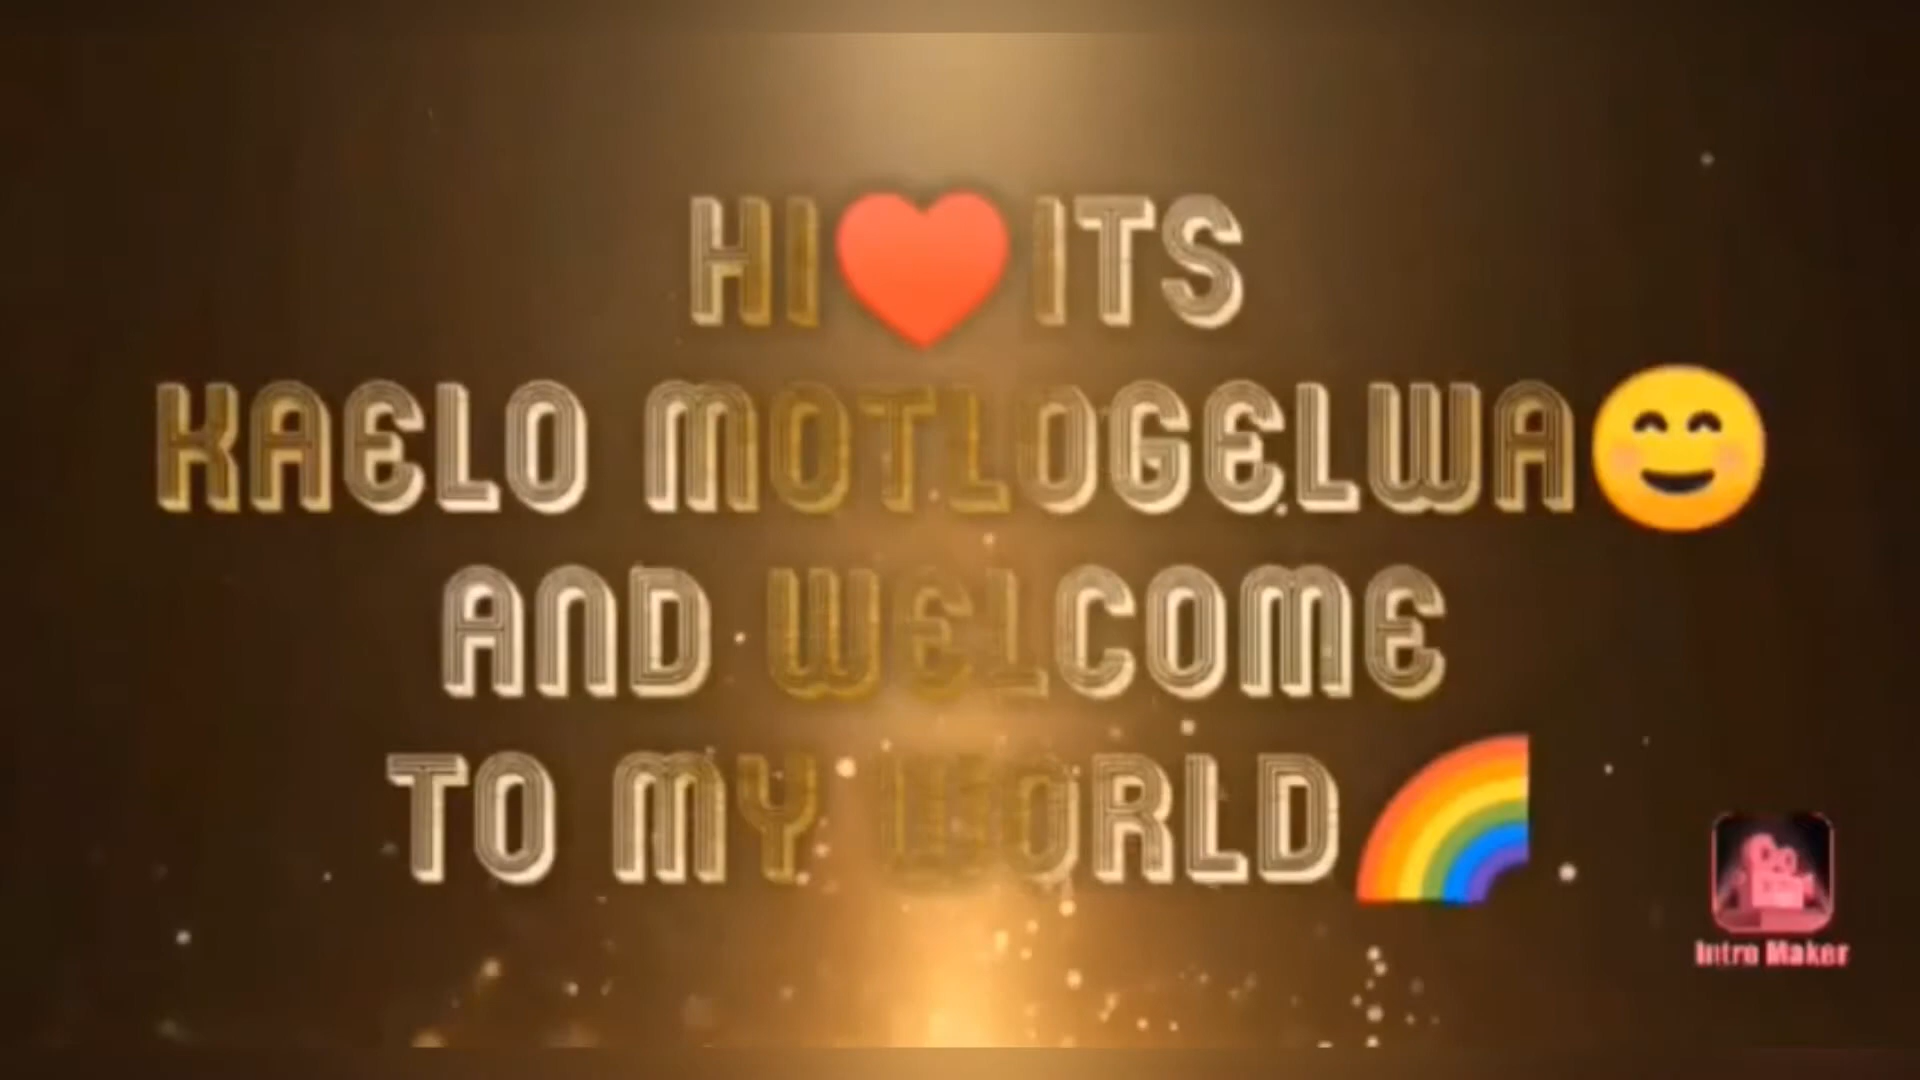 HI❤️ITS
KAELO MOTLOGELWA😊
AND WELCOME
TO MY WORLD🌈
Intro Maker